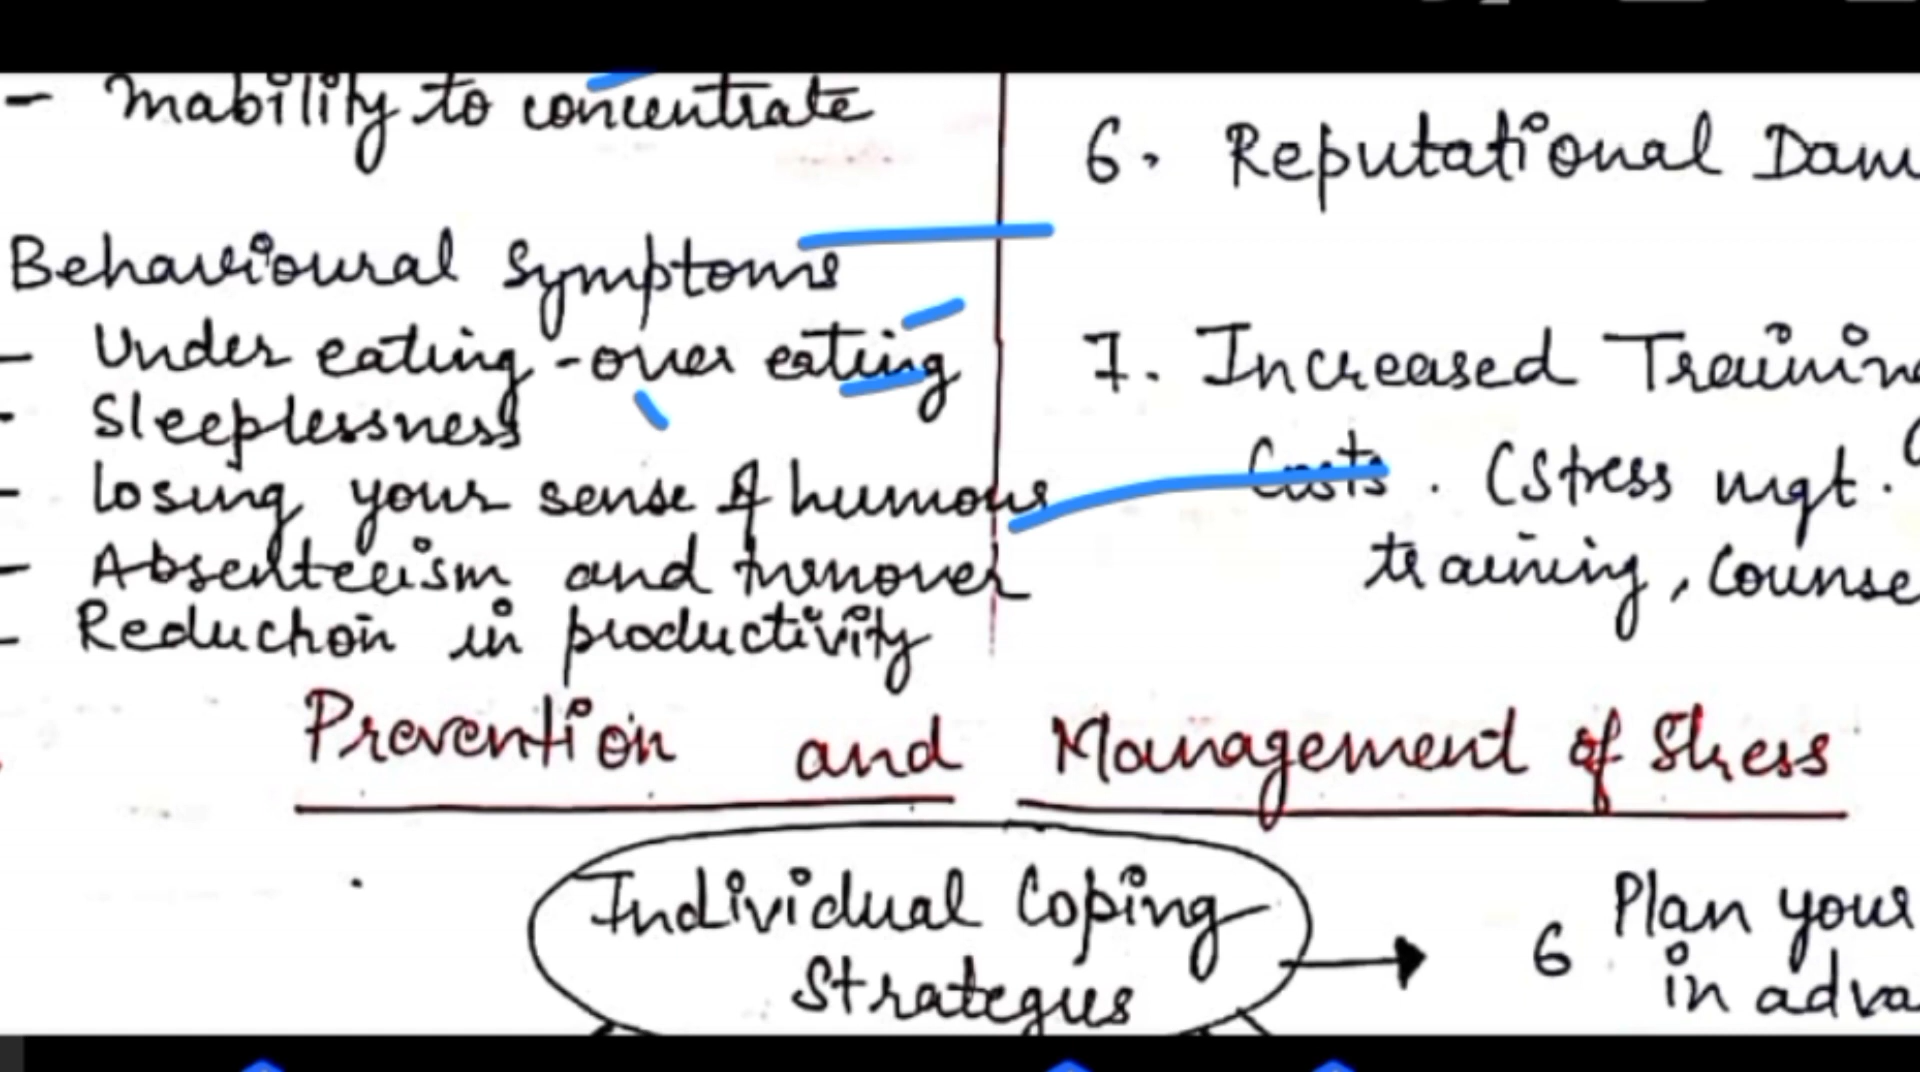 - Inability to concentrate
Behavioural Symptoms
- Under eating - over eating
- Sleeplessness
- losing your sense of humour
- Absenteeism and turnover
- Reduction in productivity
6. Reputational Dam
7. Increased Training
Costs. (Stress mgt.
training, Counse
Prevention and Management of Stress
Individual Coping
Strategies
6 Plan your
in adva